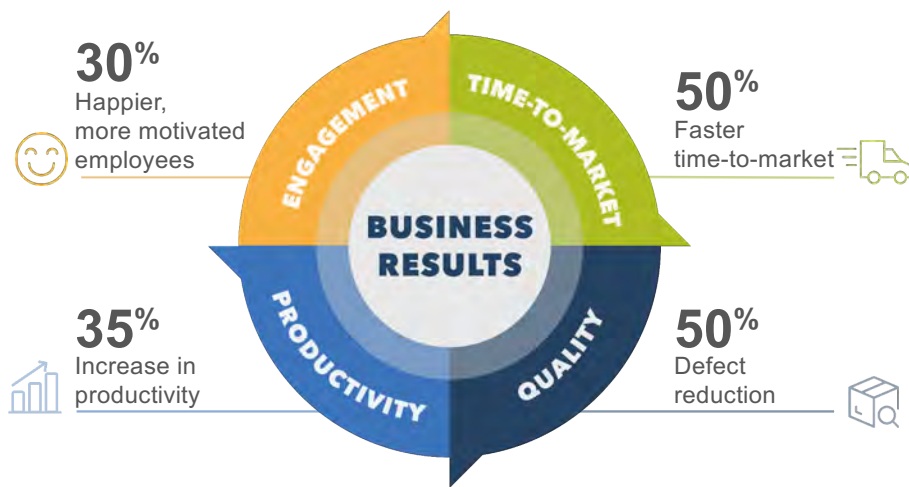 30%
Happier,
more motivated
employees
ENGAGEMENT
TIME-TO-MARKET
50%
Faster
time-to-market
BUSINESS
RESULTS
35%
Increase in
productivity
PRODUCTIVITY
QUALITY
50%
Defect
reduction